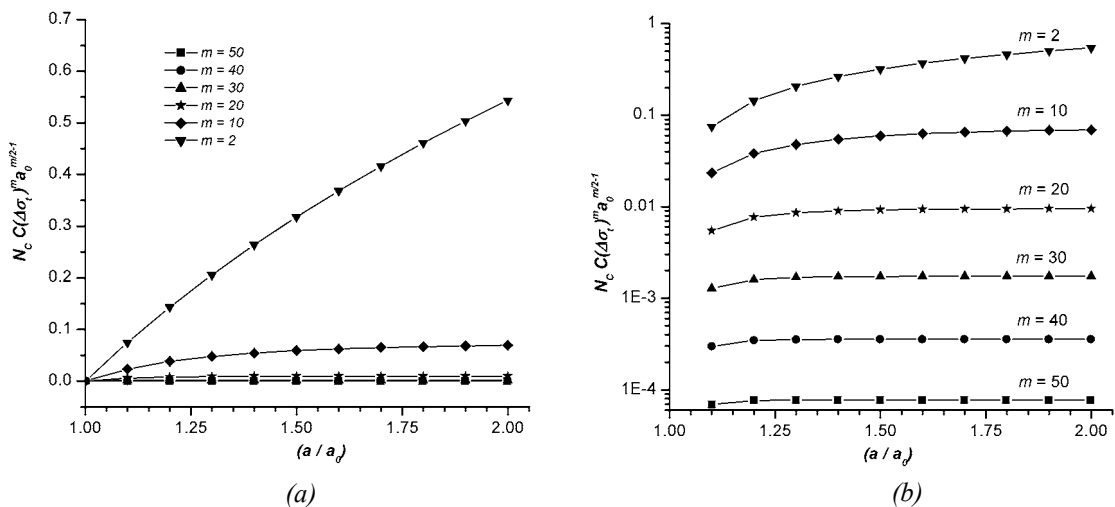 0.7
0.6
0.5
0.4
0.3
0.2
0.1
0.0
N_c C(Δσ_t)^m a_0^{m/2-1}
m = 50
m = 40
m = 30
m = 20
m = 10
m = 2
1.00 1.25 1.50 1.75 2.00
(a / a_0)
(a)
1
0.1
0.01
1E-3
1E-4
N_c C(Δσ_t)^m a_0^{m/2-1}
m = 2
m = 10
m = 20
m = 30
m = 40
m = 50
1.00 1.25 1.50 1.75 2.00
(a / a_0)
(b)